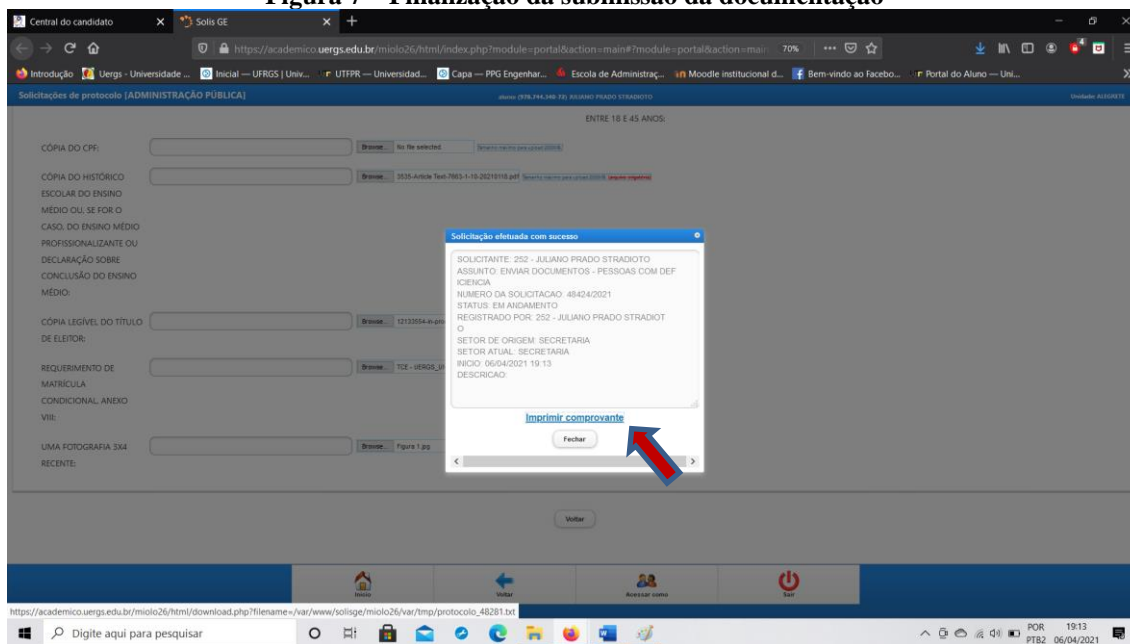 Figura 7 – Finalização da submissão da documentação
Central do candidato
Solis GE
https://academico.uergs.edu.br/miolo26/html/index.php?module=portal&action=main#?module=portal&action=main
70%
Introdução
Uergs - Universidade ...
Inicial — UFRGS | Univ...
UTFPR — Universidad...
Capa — PPG Engenhar...
Escola de Administraç...
Moodle institucional d...
Bem-vindo ao Facebo...
Portal do Aluno — Uni...
Solicitações de protocolo [ADMINISTRAÇÃO PÚBLICA]
JULIANO PRADO STRADIOTO
Unidade: ALEGRETE
ENTRE 18 E 45 ANOS:
CÓPIA DO CPF:
Browse... No file selected.
CÓPIA DO HISTÓRICO
ESCOLAR DO ENSINO
MÉDIO OU, SE FOR O
CASO, DO ENSINO MÉDIO
PROFISSIONALIZANTE OU
DECLARAÇÃO SOBRE
CONCLUSÃO DO ENSINO
MÉDIO:
Browse... 3535-Article Text-7663-1-10-20210110.pdf
CÓPIA LEGÍVEL DO TÍTULO
DE ELEITOR:
Browse...
REQUERIMENTO DE
MATRÍCULA
CONDICIONAL, ANEXO
VIII:
Browse... TCE - UERGS_U
UMA FOTOGRAFIA 3X4
RECENTE:
Browse... Figura 1.jpg
Solicitação efetuada com sucesso
SOLICITANTE: 252 - JULIANO PRADO STRADIOTO
ASSUNTO: ENVIAR DOCUMENTOS - PESSOAS COM DEF
ICIENCIA
NUMERO DA SOLICITACAO: 48424/2021
STATUS: EM ANDAMENTO
REGISTRADO POR: 252 - JULIANO PRADO STRADIOT
O
SETOR DE ORIGEM: SECRETARIA
SETOR ATUAL: SECRETARIA
INICIO: 06/04/2021 19:13
DESCRICAO:
Imprimir comprovante
Fechar
Voltar
Início
Voltar
Acessar como
Sair
https://academico.uergs.edu.br/miolo26/html/download.php?filename=/var/www/solisge/miolo26/var/tmp/protocolo_48281.txt
Digite aqui para pesquisar
POR
PTB2
19:13
06/04/2021